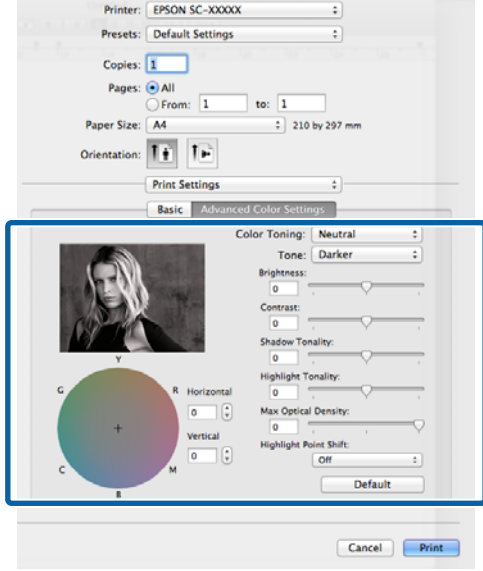 Printer: EPSON SC-XXXXX
Presets: Default Settings
Copies: 1
Pages: All
From: 1 to: 1
Paper Size: A4 210 by 297 mm
Orientation:
Print Settings
Basic Advanced Color Settings
Color Toning: Neutral
Tone: Darker
Brightness:
0
Contrast:
0
Shadow Tonality:
0
Highlight Tonality:
0
Max Optical Density:
0
Highlight Point Shift:
Off
Default
Y
G R
C M
B
Horizontal
0
Vertical
0
Cancel Print